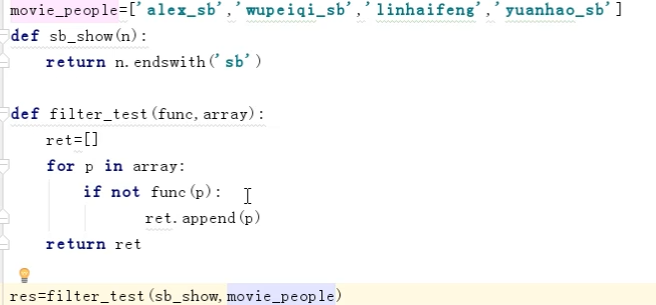 movie_people=['alex_sb','wupeiqi_sb','linhaifeng','yuanhao_sb']
def sb_show(n):
    return n.endswith('sb')
def filter_test(func,array):
    ret=[]
    for p in array:
        if not func(p):
            ret.append(p)
    return ret
res=filter_test(sb_show,movie_people)